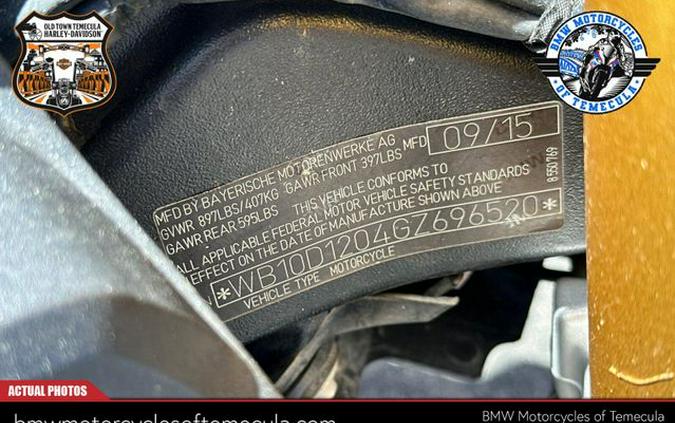 OLD TOWN TEMECULA
HARLEY-DAVIDSON
BMW MOTORCYCLES
OF TEMECULA
MFD BY BAYERISCHE MOTORENWERKE AG
GVWR 897LBS/407KG GAWR FRONT 397LBS MFD 09/15
GAWR REAR 595LBS THIS VEHICLE CONFORMS TO
ALL APPLICABLE FEDERAL MOTOR VEHICLE SAFETY STANDARDS
EFFECT ON THE DATE OF MANUFACTURE SHOWN ABOVE
*WB10D1204GZ696520*
VEHICLE TYPE MOTORCYCLE
8 550 769
ACTUAL PHOTOS
bmwmotorcyclesoftemecula.com
BMW Motorcycles of Temecula